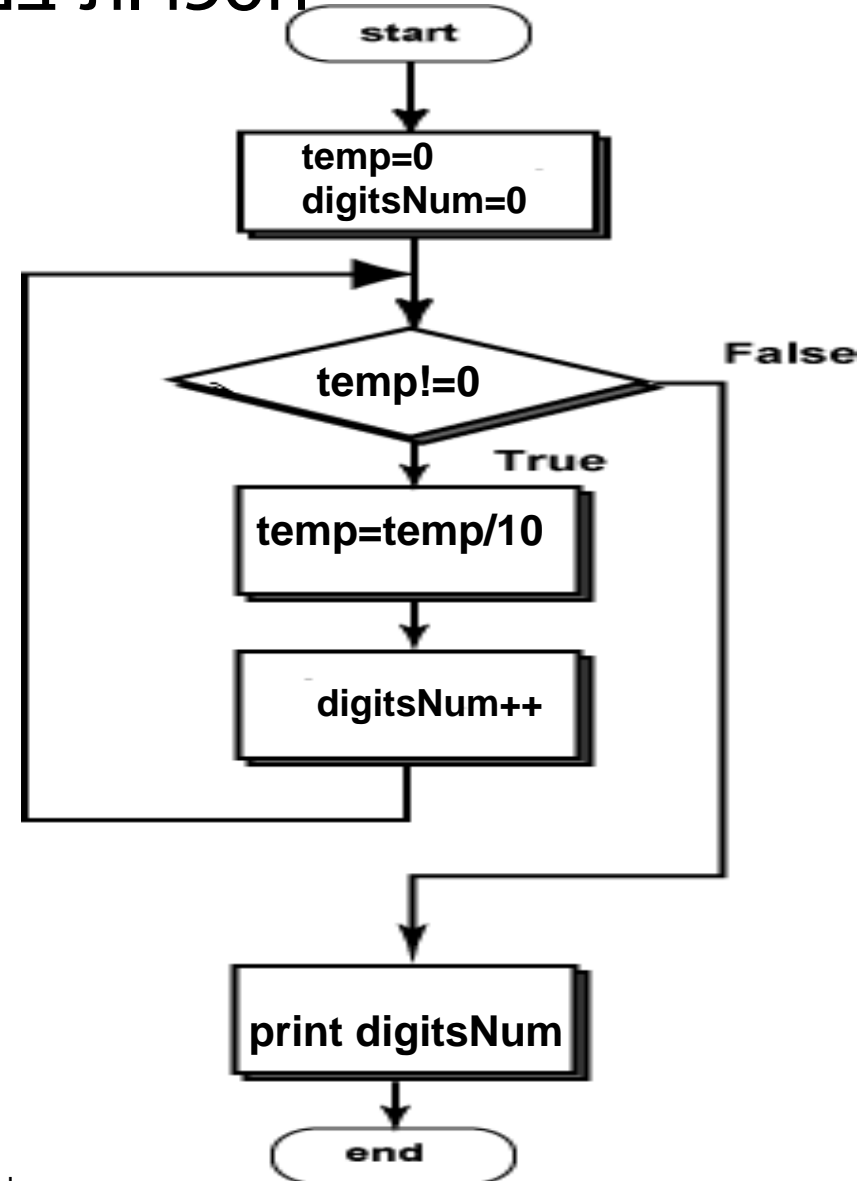 start
temp=0
digitsNum=0
temp!=0
False
True
temp=temp/10
digitsNum++
print digitsNum
end